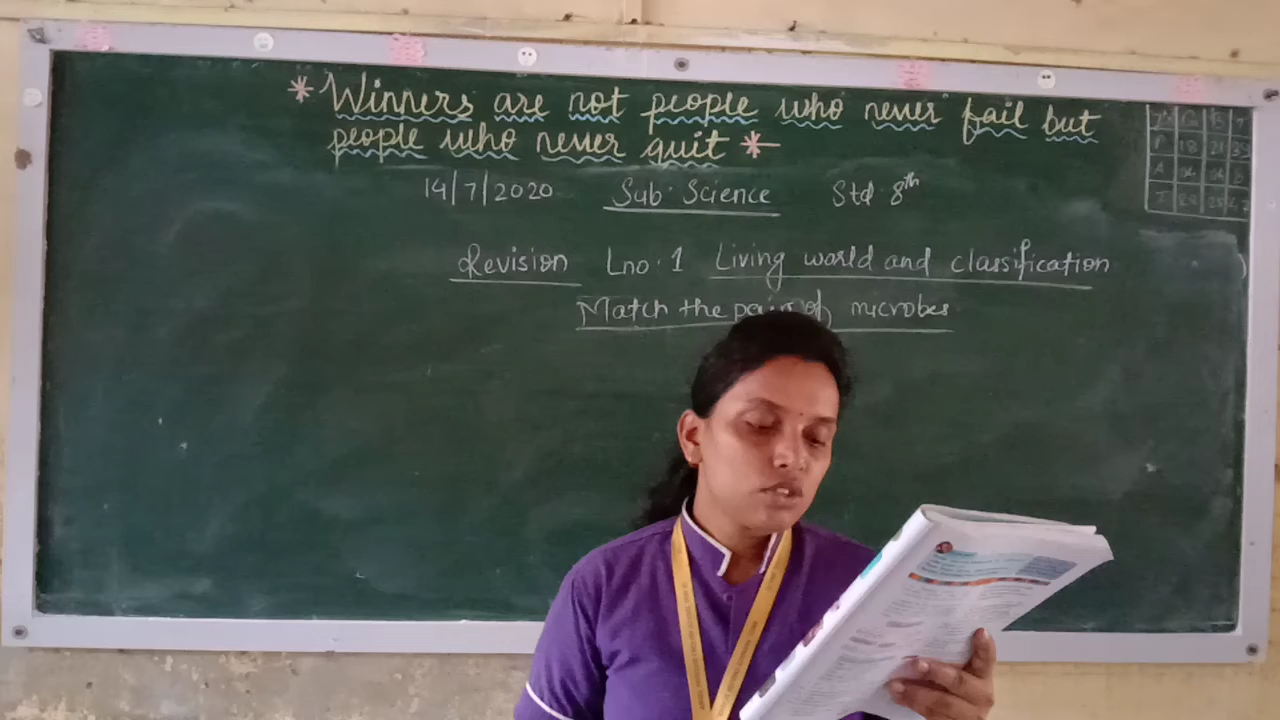 * Winners are not people who never fail but
people who never quit *
14/7/2020 Sub. Science Std 8th
Revision Lno. 1 Living world and classification
Match the pairs of microbes